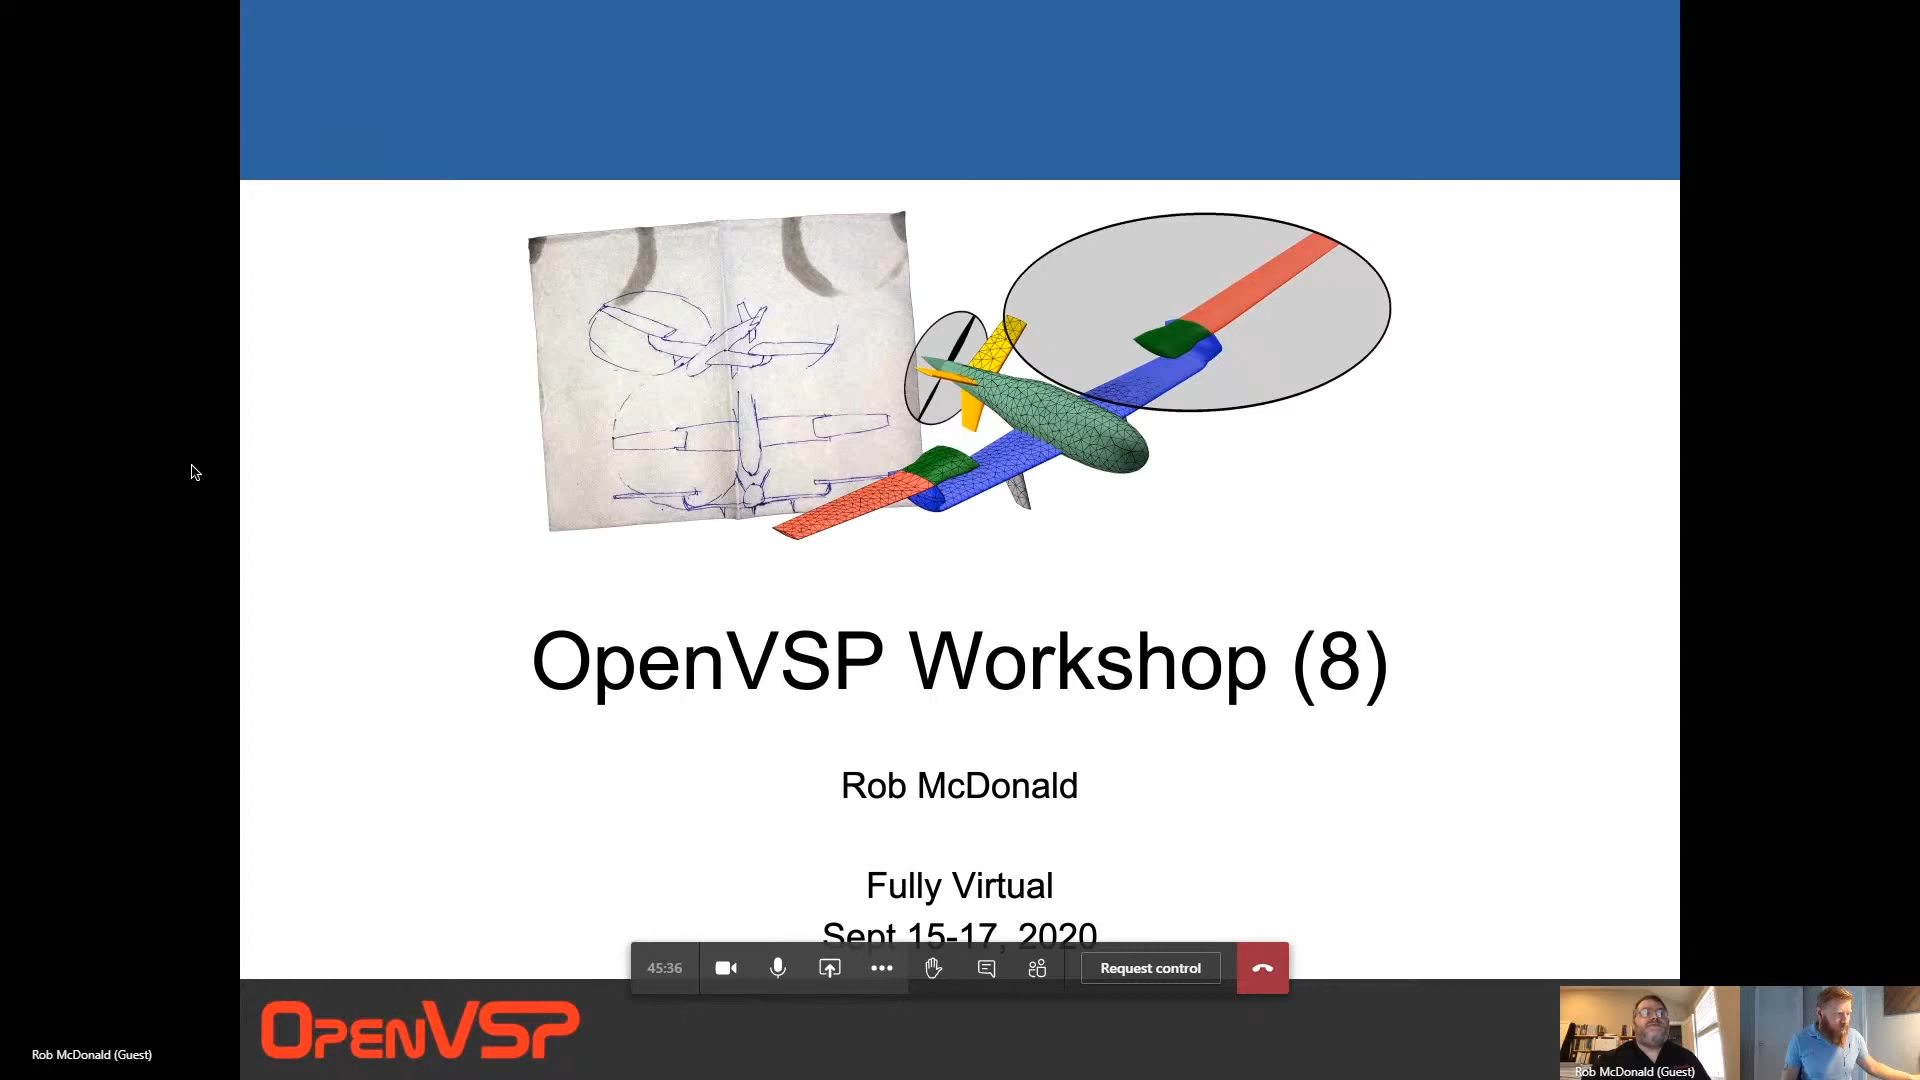 OpenVSP Workshop (8)
Rob McDonald
Fully Virtual
Sept 15-17, 2020
45:36
Request control
OPENVSP
Rob McDonald (Guest)
Rob McDonald (Guest)